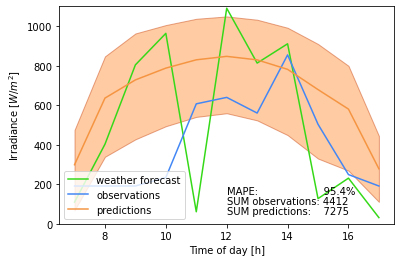 1000
800
600
400
200
0
Irradiance [W/m²]
weather forecast
observations
predictions
MAPE: 95.4%
SUM observations: 4412
SUM predictions: 7275
8 10 12 14 16
Time of day [h]